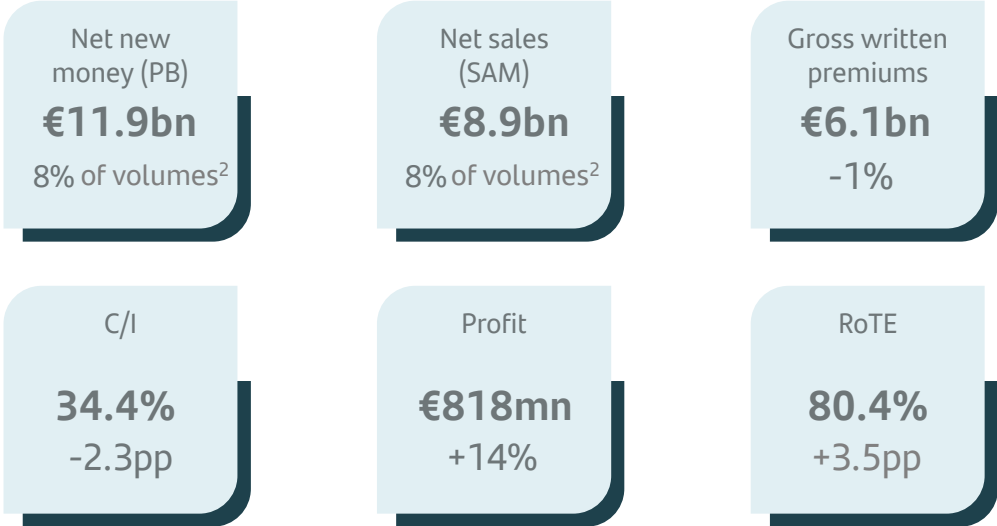 Net new
money (PB)
€11.9bn
8% of volumes²
Net sales
(SAM)
€8.9bn
8% of volumes²
Gross written
premiums
€6.1bn
-1%
C/I
34.4%
-2.3pp
Profit
€818mn
+14%
RoTE
80.4%
+3.5pp